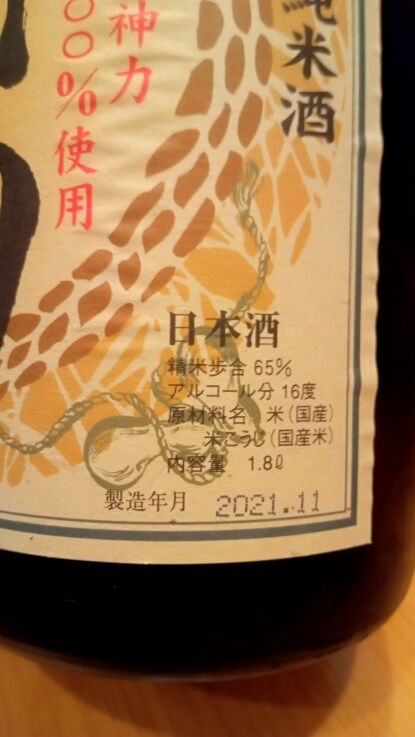 純米酒
神力
〇〇%使用
日本酒
精米歩合 65%
アルコール分 16度
原材料名 米(国産)
米こうじ(国産米)
内容量 1.8ℓ
製造年月 2021.11